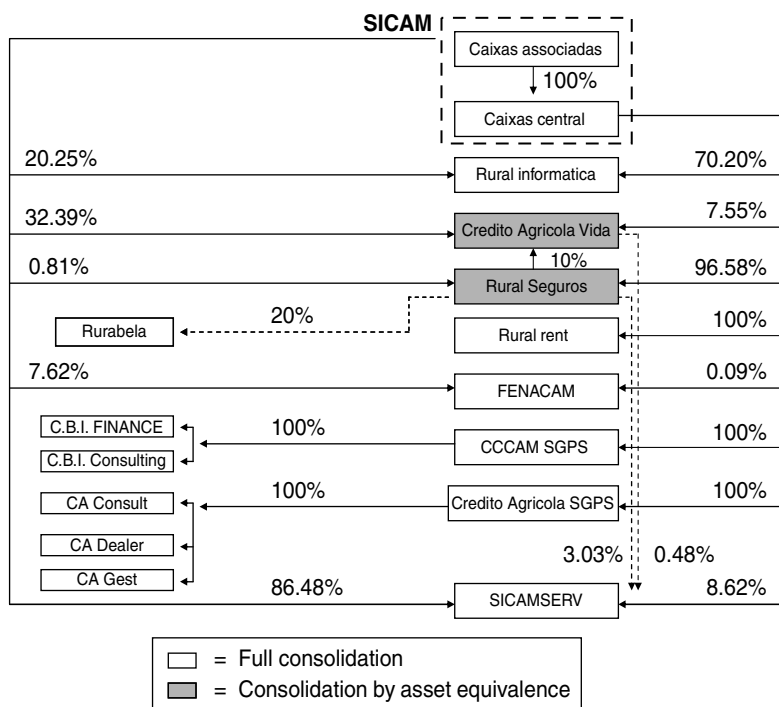 SICAM
Caixas associadas
100%
Caixas central
20.25%
Rural informatica
70.20%
32.39%
Credito Agricola Vida
7.55%
10%
0.81%
Rural Seguros
96.58%
20%
Rurabela
Rural rent
100%
7.62%
FENACAM
0.09%
C.B.I. FINANCE
C.B.I. Consulting
100%
CCCAM SGPS
100%
CA Consult
CA Dealer
CA Gest
100%
Credito Agricola SGPS
100%
3.03%
0.48%
86.48%
SICAMSERV
8.62%
= Full consolidation
= Consolidation by asset equivalence